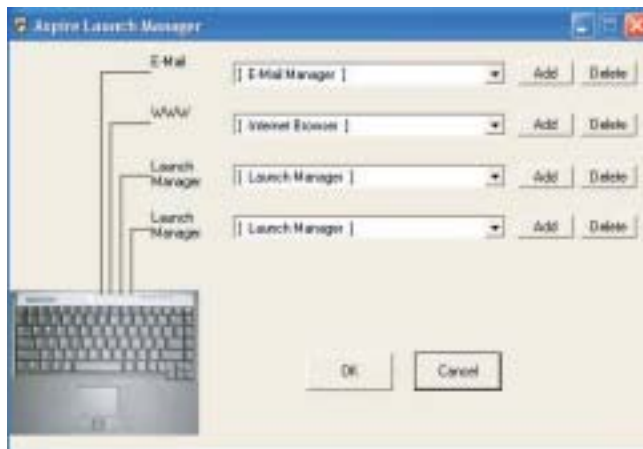 Aspire Launch Manager
E-Mail
[ E-Mail Manager ]
Add
Delete
WWW
[ Internet Browser ]
Add
Delete
Launch
Manager
[ Launch Manager ]
Add
Delete
Launch
Manager
[ Launch Manager ]
Add
Delete
OK
Cancel